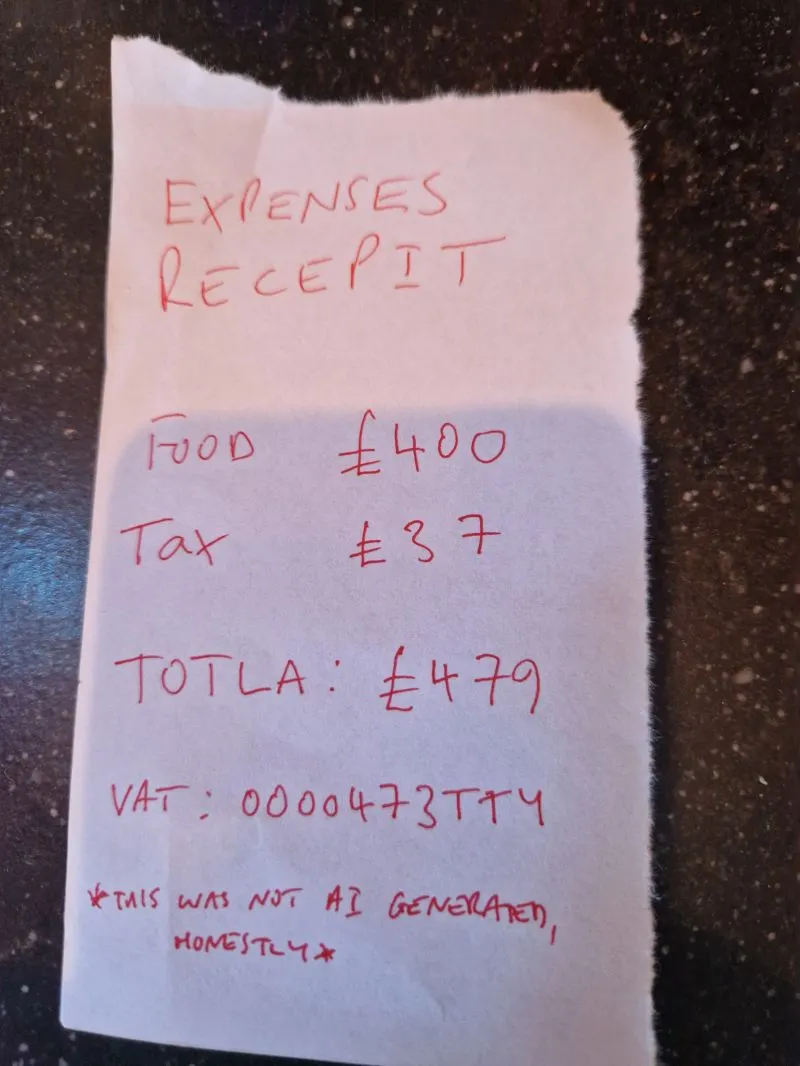 EXPENSES
RECEPIT
FOOD £400
Tax £37
TOTLA: £479
VAT: 0000473TTY
*THIS WAS NOT AI GENERATED,
HONESTLY*